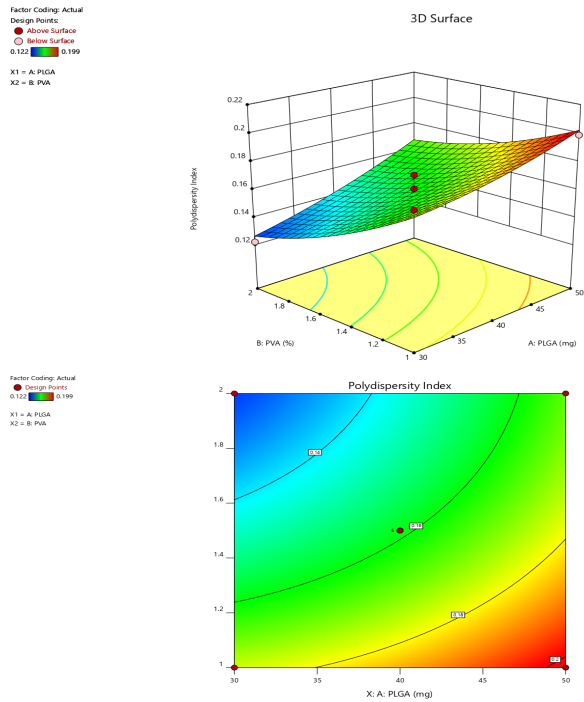 Factor Coding: Actual
Design Points:
Above Surface
Below Surface
0.122 0.199
X1 = A: PLGA
X2 = B: PVA
3D Surface
Polydispersity Index
0.22
0.2
0.18
0.16
0.14
0.12
2
1.8
1.6
1.4
1.2
1
30
35
40
45
50
B: PVA (%)
A: PLGA (mg)
Factor Coding: Actual
Design Points
0.122 0.199
X1 = A: PLGA
X2 = B: PVA
Polydispersity Index
2
1.8
1.6
1.4
1.2
1
0.14
0.16
0.18
0.2
30 35 40 45 50
X: A: PLGA (mg)